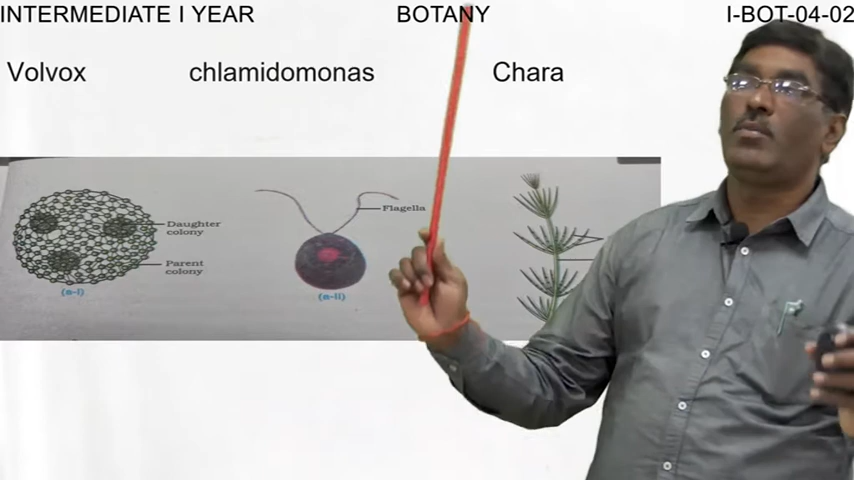 INTERMEDIATE I YEAR BOTANY I-BOT-04-02
Volvox chlamidomonas Chara
Daughter
colony
Parent
colony
(a-i)
Flagella
(a-ii)